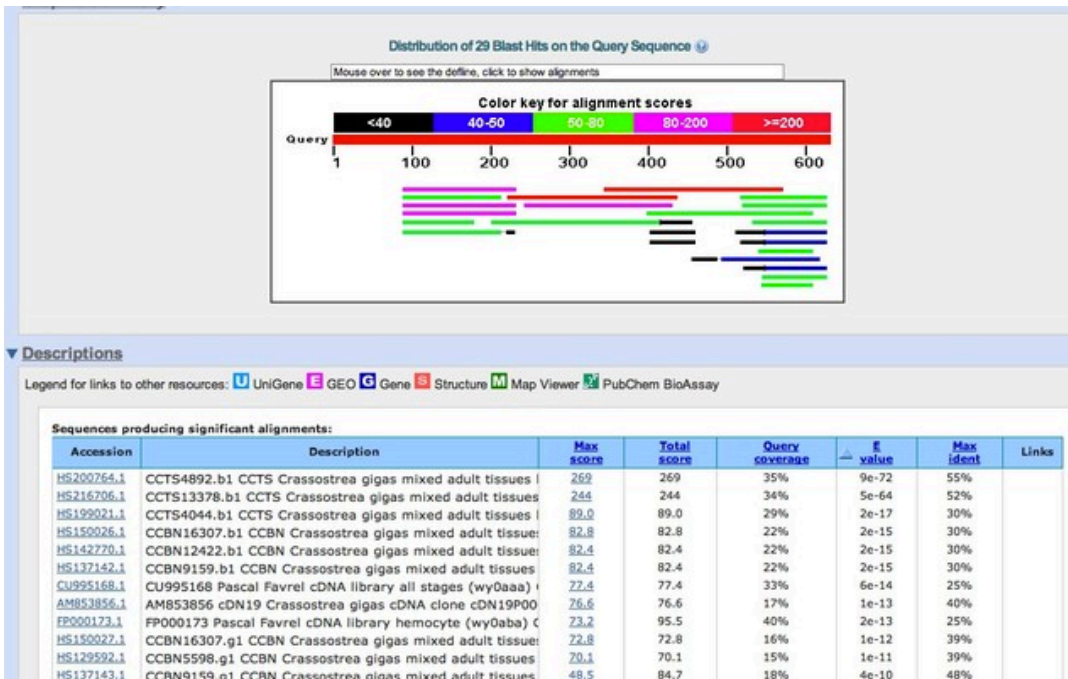 Distribution of 29 Blast Hits on the Query Sequence
Mouse over to see the defline, click to show alignments
Color key for alignment scores
<40 40-50 50-80 80-200 >=200
Query
1 100 200 300 400 500 600
Descriptions
Legend for links to other resources: U UniGene E GEO G Gene S Structure M Map Viewer PubChem BioAssay
Sequences producing significant alignments:
Accession Description Max score Total score Query coverage E value Max ident Links
HS200764.1 CCTS4892.b1 CCTS Crassostrea gigas mixed adult tissues 269 269 35% 9e-72 55%
HS216706.1 CCTS13378.b1 CCTS Crassostrea gigas mixed adult tissues 244 244 34% 5e-64 52%
HS199021.1 CCTS4044.b1 CCTS Crassostrea gigas mixed adult tissues 89.0 89.0 29% 2e-17 30%
HS150026.1 CCBN16307.b1 CCBN Crassostrea gigas mixed adult tissue 82.8 82.8 22% 2e-15 30%
HS142770.1 CCBN12422.b1 CCBN Crassostrea gigas mixed adult tissue 82.4 82.4 22% 2e-15 30%
HS137142.1 CCBN9159.b1 CCBN Crassostrea gigas mixed adult tissues 82.4 82.4 22% 2e-15 30%
CU995168.1 CU995168 Pascal Favrel cDNA library all stages (wy0aaa) 77.4 77.4 33% 6e-14 25%
AM853856.1 AM853856 cDN19 Crassostrea gigas cDNA clone cDN19P00 76.6 76.6 17% 1e-13 40%
FP000173.1 FP000173 Pascal Favrel cDNA library hemocyte (wy0aba) 73.2 95.5 40% 2e-13 25%
HS150027.1 CCBN16307.g1 CCBN Crassostrea gigas mixed adult tissue 72.8 72.8 16% 1e-12 39%
HS129592.1 CCBN5598.g1 CCBN Crassostrea gigas mixed adult tissues 70.1 70.1 15% 1e-11 39%
HS137143.1 CCBN9159.g1 CCBN Crassostrea gigas mixed adult tissues 48.5 84.7 18% 4e-10 48%